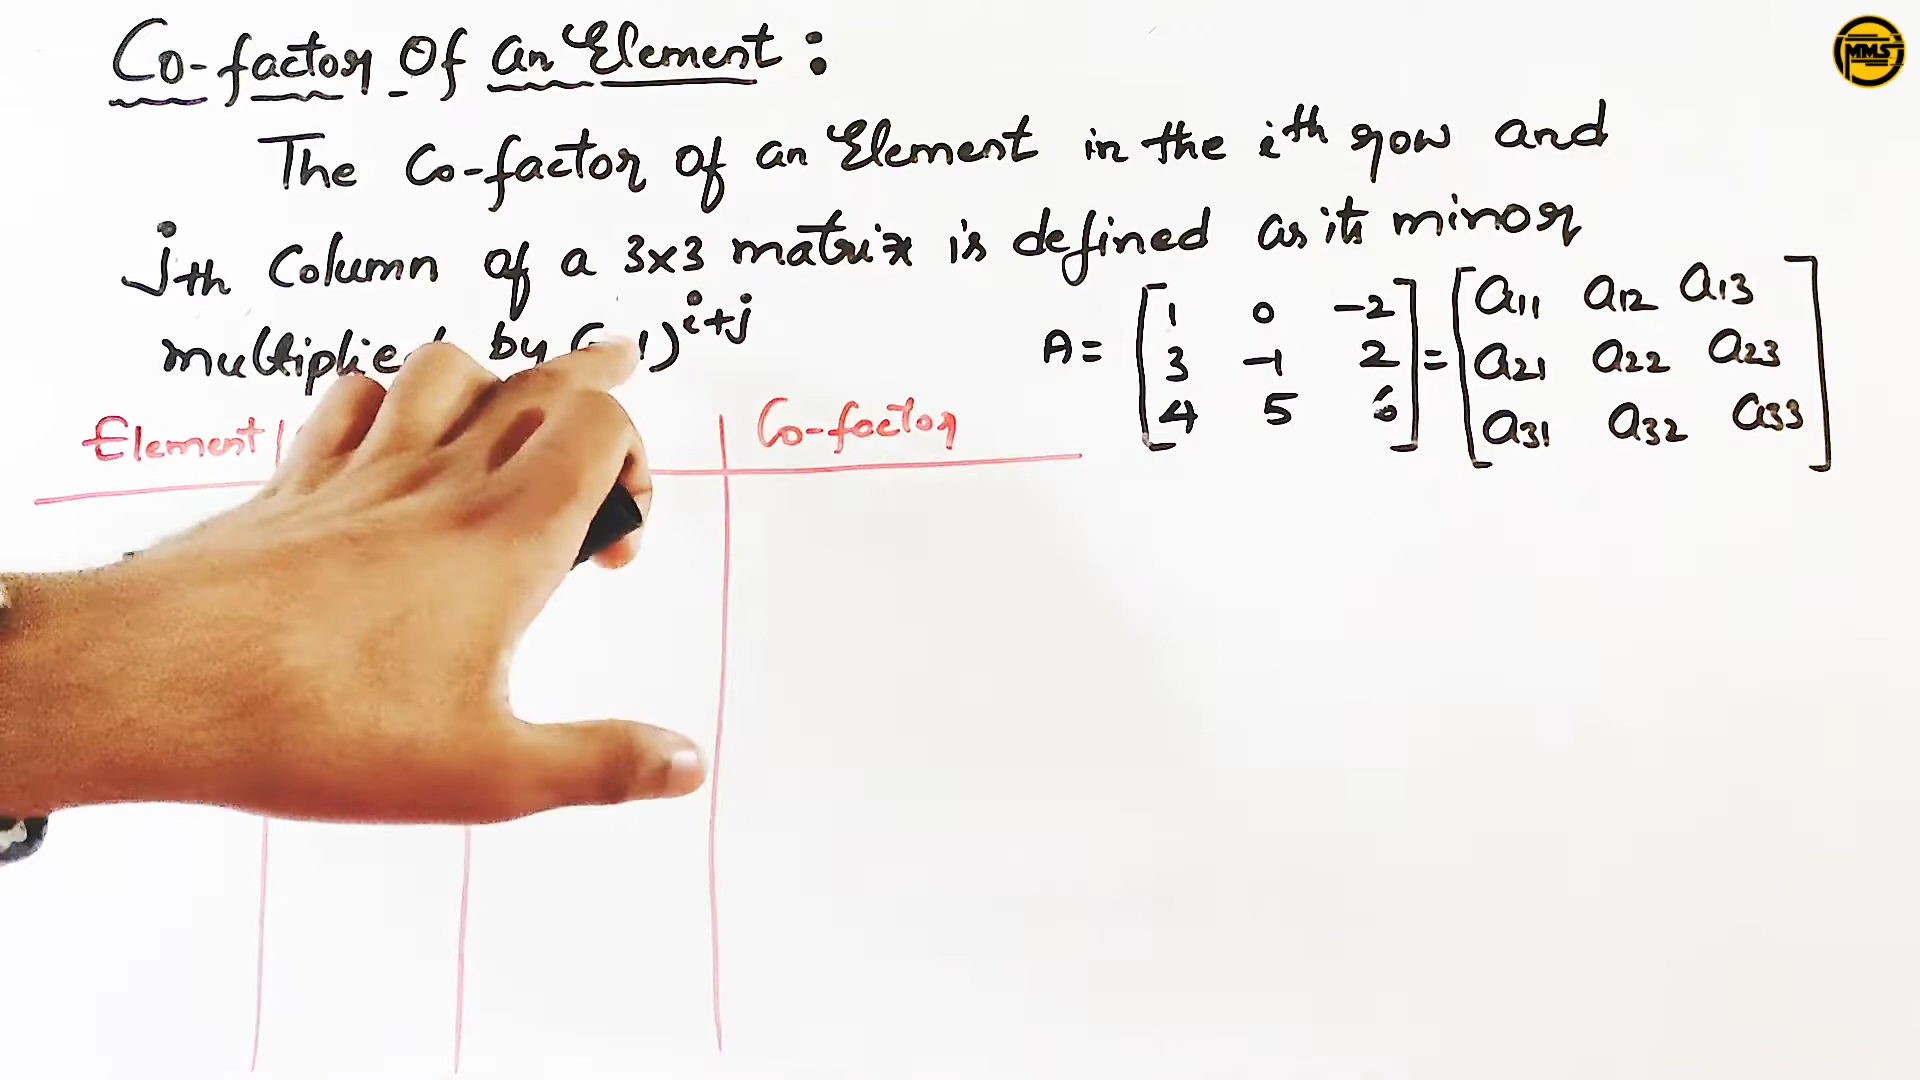 Co-factor Of an Element :
The Co-factor of an Element in the ith row and
jth Column of a 3x3 matrix is defined as its minor
multiplied by (-1)^i+j
A = [1 0 -2] = [a11 a12 a13]
[3 -1 2] [a21 a22 a23]
[4 5 6] [a31 a32 a33]
Element Co-factor
MMS